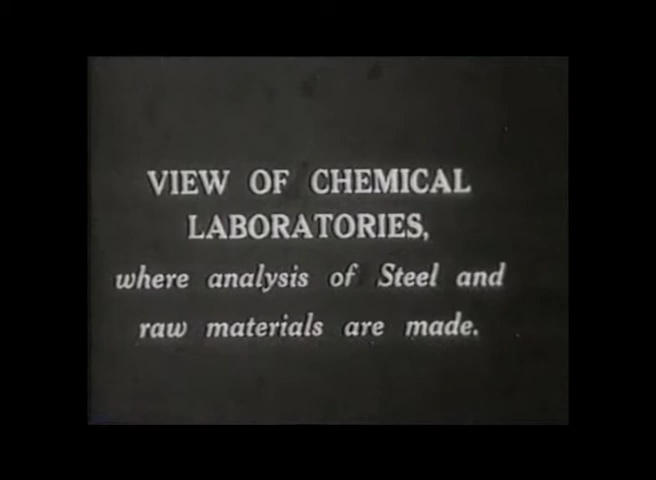 VIEW OF CHEMICAL
LABORATORIES,
where analysis of Steel and
raw materials are made.